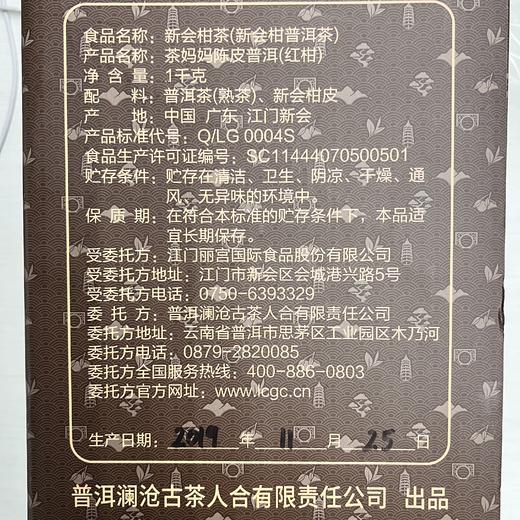 食品名称: 新会柑茶(新会柑普洱茶)
产品名称: 茶妈妈陈皮普洱(红柑)
净 含 量: 1千克
配 料: 普洱茶(熟茶)、新会柑皮
产 地: 中国 广东 江门新会
产品标准代号: Q/LG 0004S
食品生产许可证编号: SC11444070500501
贮存条件: 贮存在清洁、卫生、阴凉、干燥、通
风、无异味的环境中。
保 质 期: 在符合本标准的贮存条件下，本品适
宜长期保存。
受委托方: 江门丽宫国际食品股份有限公司
受委托方地址: 江门市新会区会城港兴路5号
受委托方电话: 0750-6393329
委 托 方: 普洱澜沧古茶人合有限责任公司
委托方地址: 云南省普洱市思茅区工业园区木乃河
委托方电话: 0879-2820085
委托方全国服务热线: 400-886-0803
委托方官方网址: www.lcgc.cn
生产日期: 2019 年 11 月 25 日
普洱澜沧古茶人合有限责任公司 出品